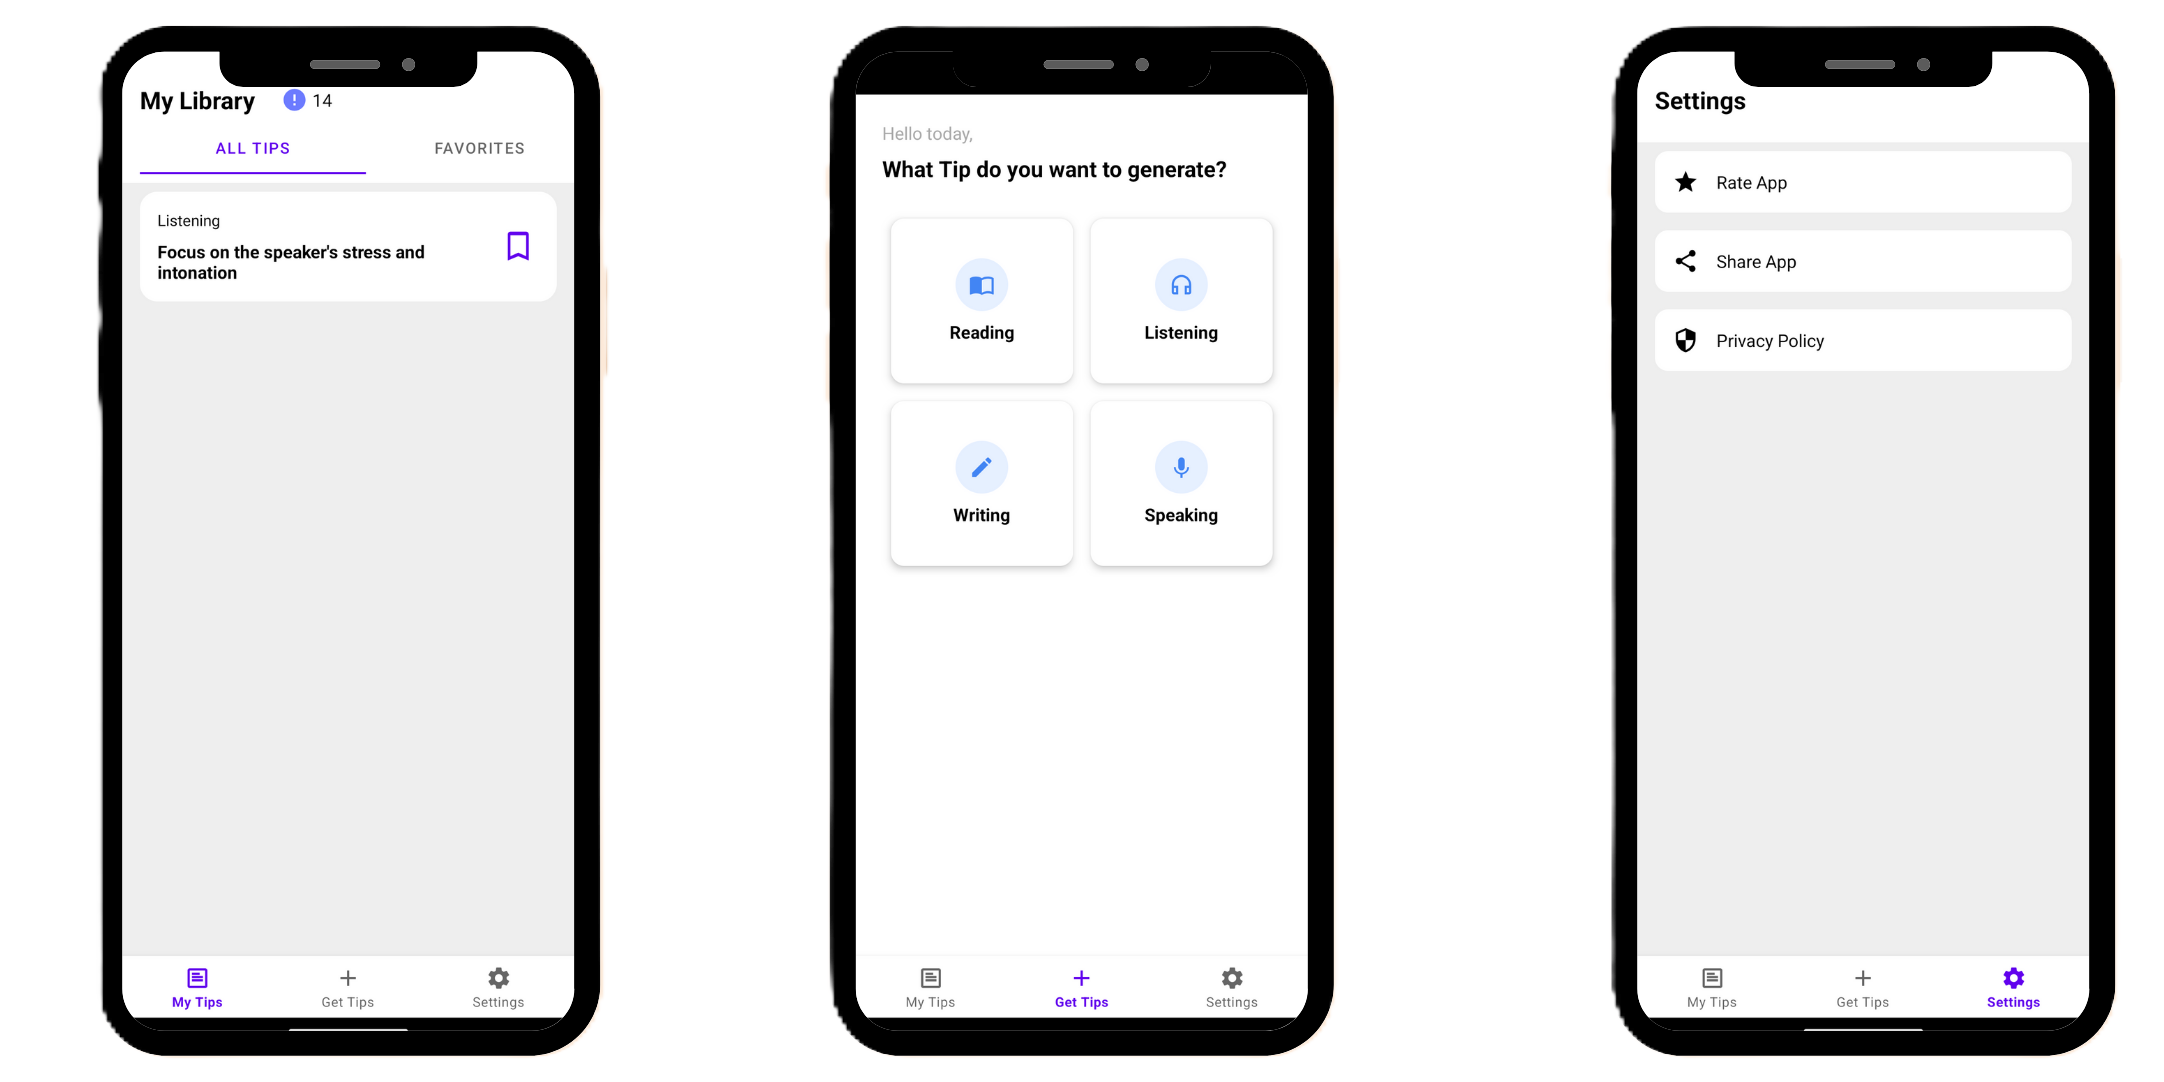 My Library
14
ALL TIPS
FAVORITES
Listening
Focus on the speaker's stress and
intonation
My Tips
Get Tips
Settings
Hello today,
What Tip do you want to generate?
Reading
Listening
Writing
Speaking
My Tips
Get Tips
Settings
Settings
Rate App
Share App
Privacy Policy
My Tips
Get Tips
Settings